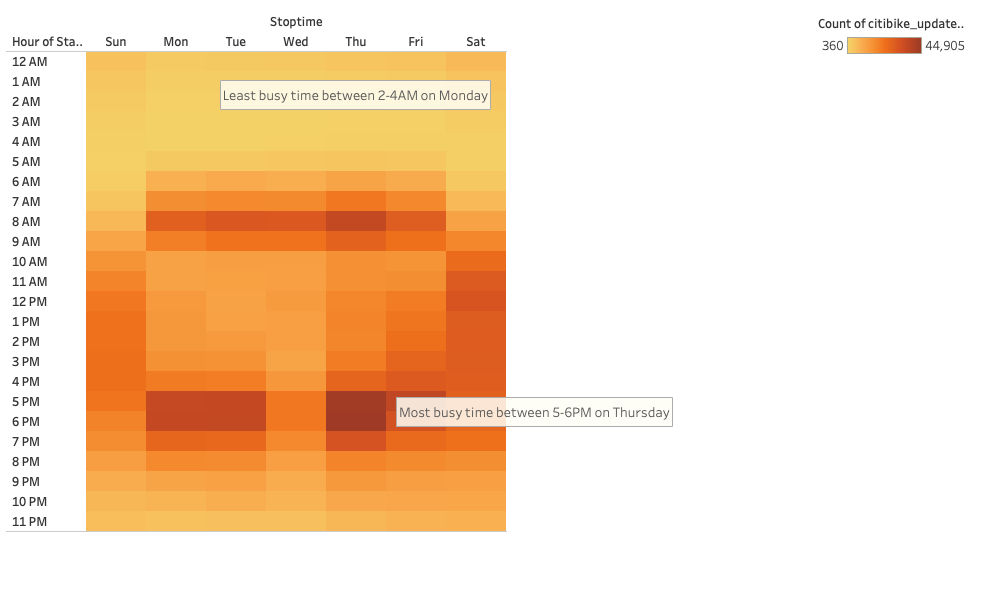 Stoptime
Count of citibike_update..
Hour of Sta.. Sun Mon Tue Wed Thu Fri Sat
360 44,905
12 AM
1 AM
Least busy time between 2-4AM on Monday
2 AM
3 AM
4 AM
5 AM
6 AM
7 AM
8 AM
9 AM
10 AM
11 AM
12 PM
1 PM
2 PM
3 PM
4 PM
5 PM
Most busy time between 5-6PM on Thursday
6 PM
7 PM
8 PM
9 PM
10 PM
11 PM